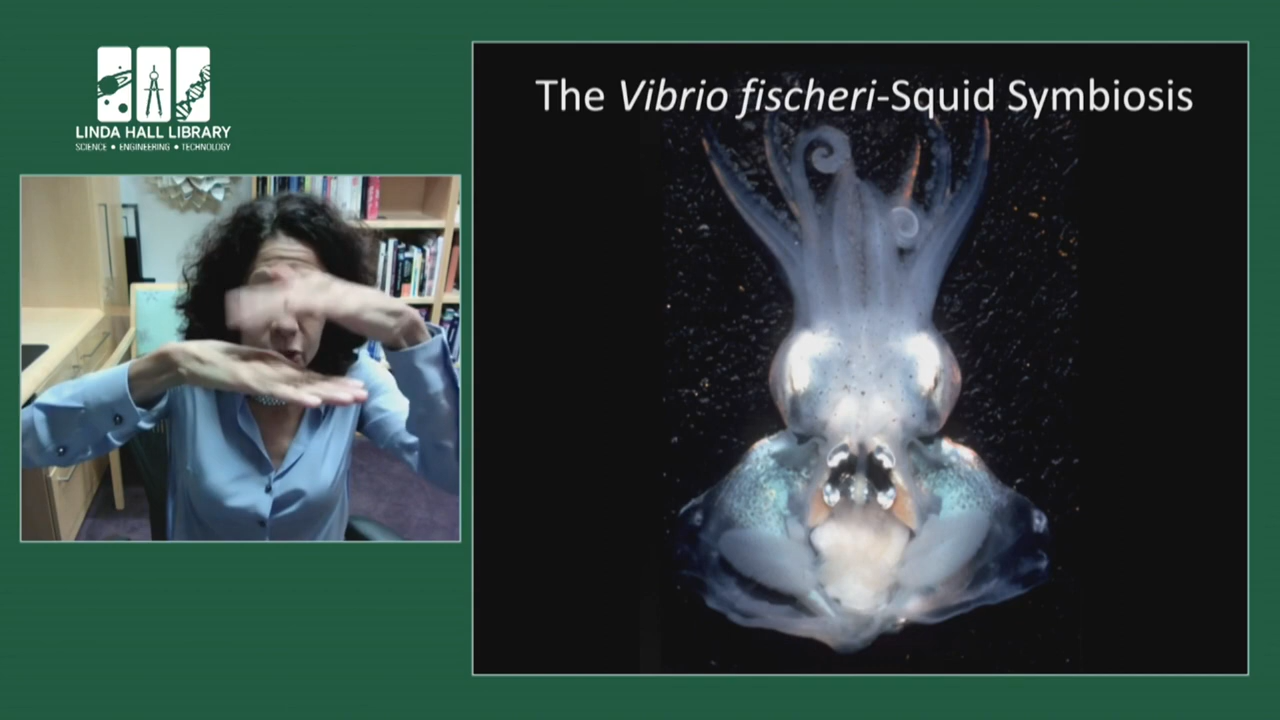 LINDA HALL LIBRARY
SCIENCE ● ENGINEERING ● TECHNOLOGY
The Vibrio fischeri-Squid Symbiosis